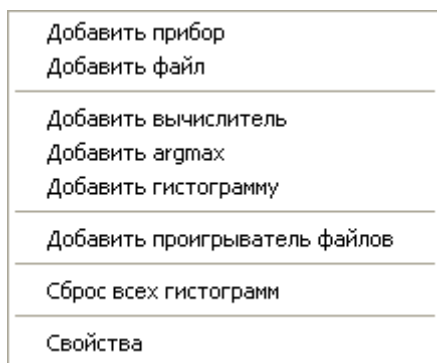 Добавить прибор
Добавить файл
Добавить вычислитель
Добавить argmax
Добавить гистограмму
Добавить проигрыватель файлов
Сброс всех гистограмм
Свойства